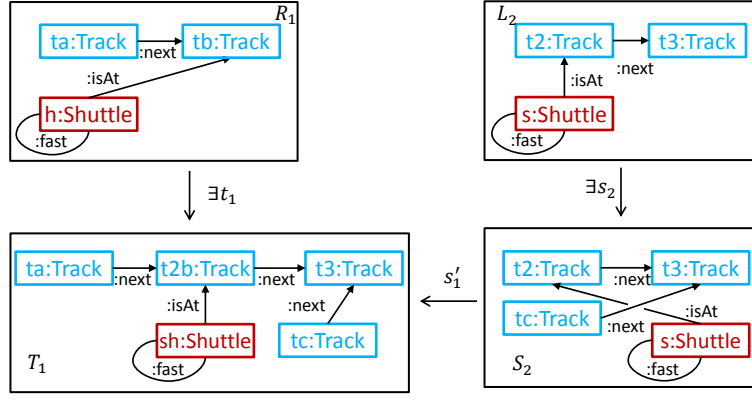 R₁
ta:Track :next tb:Track
:isAt
h:Shuttle
:fast
L₂
t2:Track :next t3:Track
:isAt
s:Shuttle
:fast
∃t₁
∃s₂
ta:Track :next t2b:Track :next t3:Track
:isAt :next
sh:Shuttle tc:Track
:fast
T₁
s′₁
t2:Track :next t3:Track
tc:Track :next :isAt
s:Shuttle
:fast
S₂